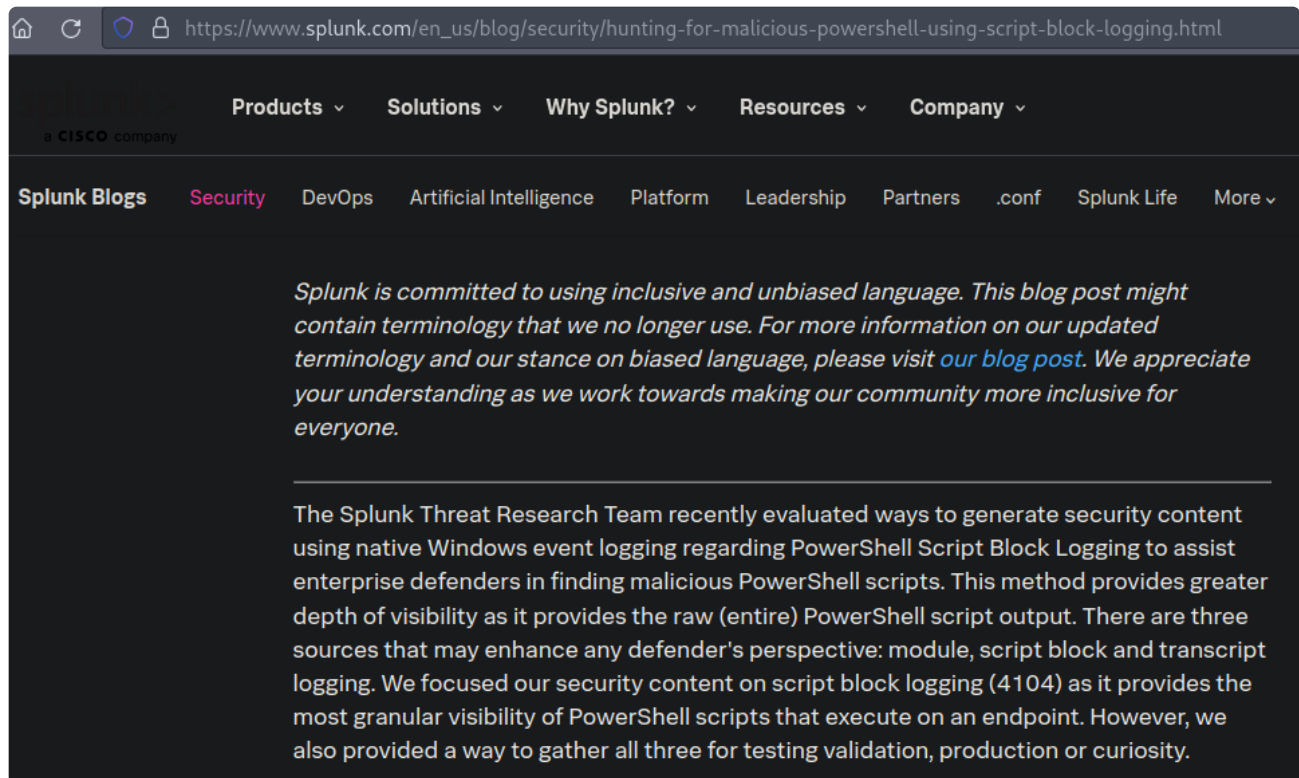 https://www.splunk.com/en_us/blog/security/hunting-for-malicious-powershell-using-script-block-logging.html
splunk>
Products Solutions Why Splunk? Resources Company
a CISCO company
Splunk Blogs Security DevOps Artificial Intelligence Platform Leadership Partners .conf Splunk Life More
Splunk is committed to using inclusive and unbiased language. This blog post might
contain terminology that we no longer use. For more information on our updated
terminology and our stance on biased language, please visit our blog post. We appreciate
your understanding as we work towards making our community more inclusive for
everyone.
The Splunk Threat Research Team recently evaluated ways to generate security content
using native Windows event logging regarding PowerShell Script Block Logging to assist
enterprise defenders in finding malicious PowerShell scripts. This method provides greater
depth of visibility as it provides the raw (entire) PowerShell script output. There are three
sources that may enhance any defender's perspective: module, script block and transcript
logging. We focused our security content on script block logging (4104) as it provides the
most granular visibility of PowerShell scripts that execute on an endpoint. However, we
also provided a way to gather all three for testing validation, production or curiosity.